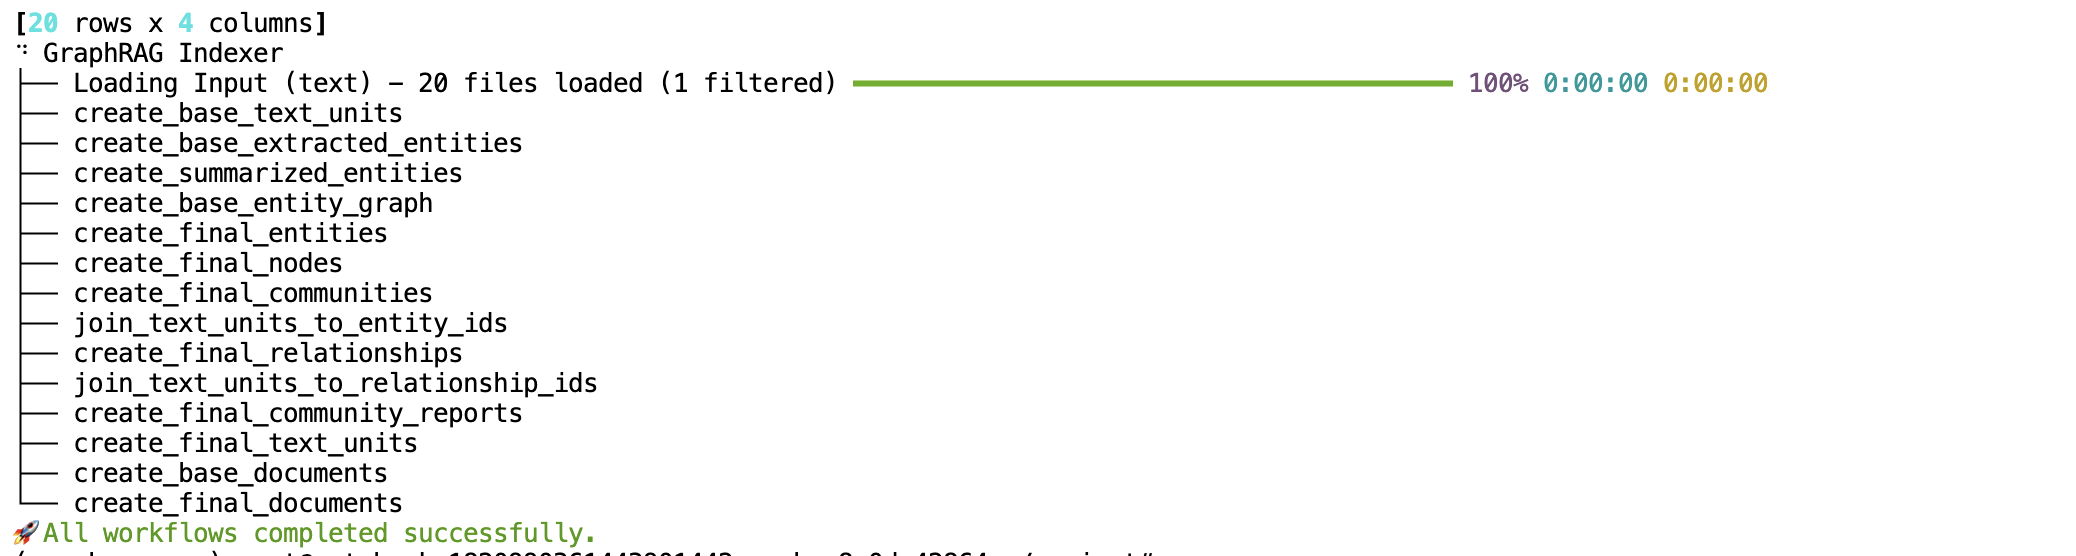 [20 rows x 4 columns]
⠙ GraphRAG Indexer
├── Loading Input (text) - 20 files loaded (1 filtered) ━━━━━━━━━━━━━━━━━━━━━━━━━━━━━━━━━━━━━━━━ 100% 0:00:00 0:00:00
├── create_base_text_units
├── create_base_extracted_entities
├── create_summarized_entities
├── create_base_entity_graph
├── create_final_entities
├── create_final_nodes
├── create_final_communities
├── join_text_units_to_entity_ids
├── create_final_relationships
├── join_text_units_to_relationship_ids
├── create_final_community_reports
├── create_final_text_units
├── create_base_documents
└── create_final_documents
🚀All workflows completed successfully.